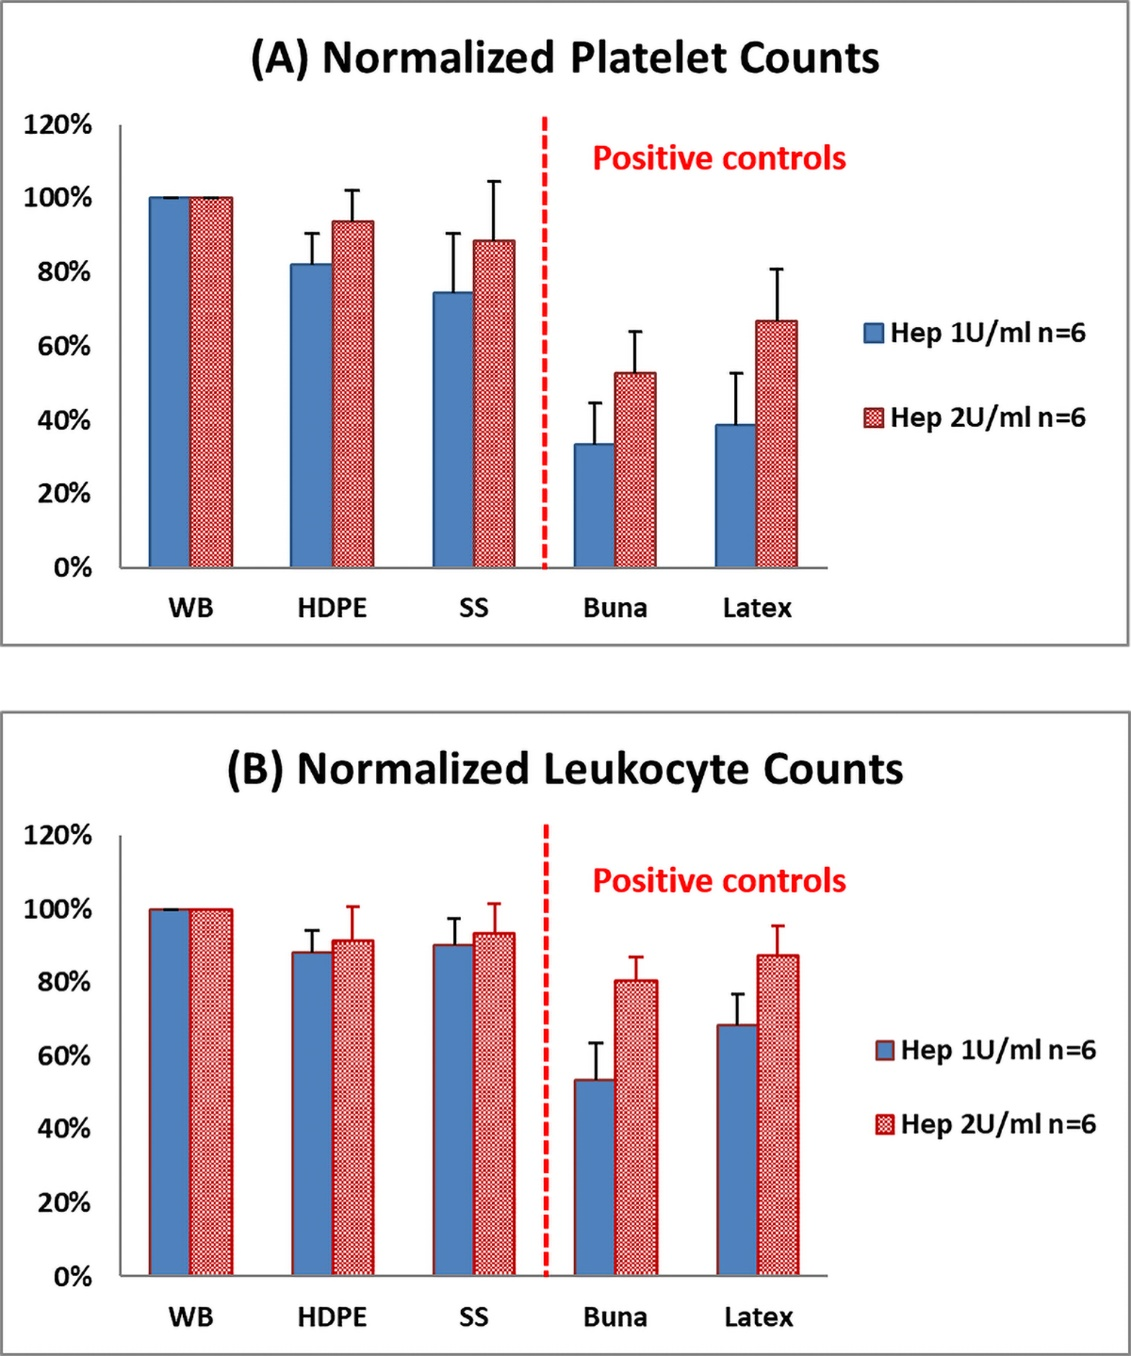 (A) Normalized Platelet Counts
120%
Positive controls
100%
80%
60%
Hep 1U/ml n=6
40%
Hep 2U/ml n=6
20%
0%
WB HDPE SS Buna Latex
(B) Normalized Leukocyte Counts
120%
Positive controls
100%
80%
60%
Hep 1U/ml n=6
40%
Hep 2U/ml n=6
20%
0%
WB HDPE SS Buna Latex